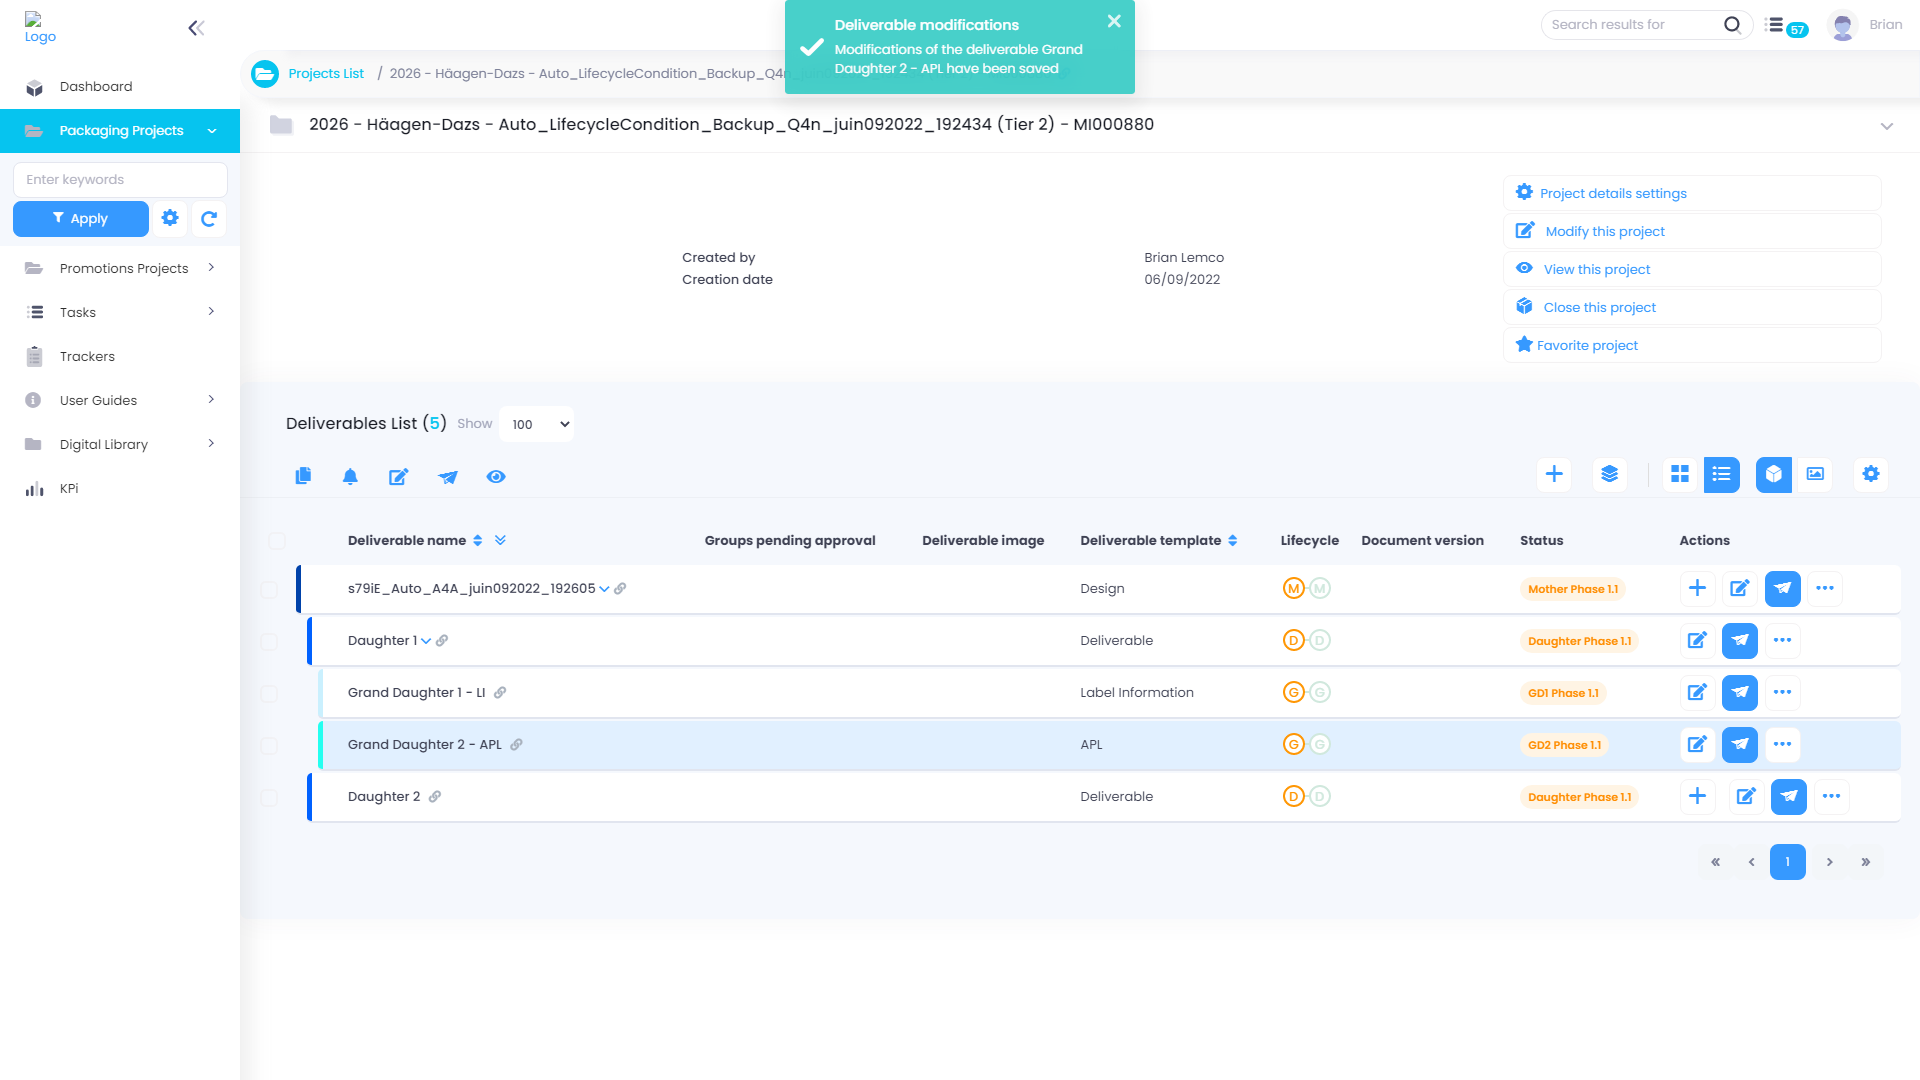 Logo
Dashboard
Packaging Projects
Enter keywords
Apply
Promotions Projects
Tasks
Trackers
User Guides
Digital Library
KPi
Deliverable modifications
Modifications of the deliverable Grand
Daughter 2 - APL have been saved
Search results for
57
Brian
Projects List / 2026 - Häagen-Dazs - Auto_LifecycleCondition_Backup_Q4n
2026 - Häagen-Dazs - Auto_LifecycleCondition_Backup_Q4n_juin092022_192434 (Tier 2) - MI000880
Created by Brian Lemco
Creation date 06/09/2022
Project details settings
Modify this project
View this project
Close this project
Favorite project
Deliverables List (5) Show 100
Deliverable name Groups pending approval Deliverable image Deliverable template Lifecycle Document version Status Actions
s79iE_Auto_A4A_juin092022_192605 Design M M Mother Phase 1.1
Daughter 1 Deliverable D D Daughter Phase 1.1
Grand Daughter 1 - LI Label Information G G GD1 Phase 1.1
Grand Daughter 2 - APL APL G G GD2 Phase 1.1
Daughter 2 Deliverable D D Daughter Phase 1.1
« ‹ 1 › »